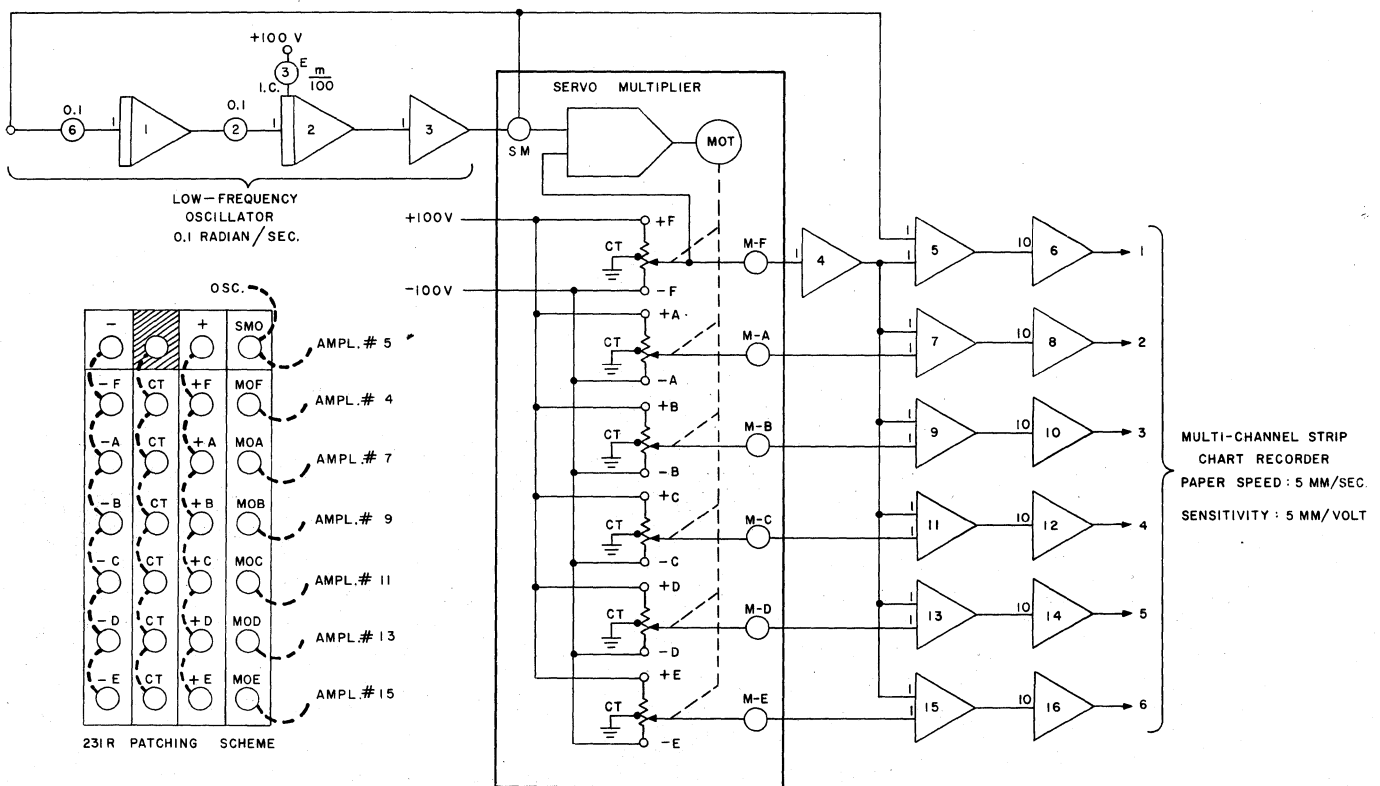 +100 V
3
E
m
100
I.C.
0.1
6
1
1
0.1
2
1
2
1
3
LOW-FREQUENCY
OSCILLATOR
0.1 RADIAN/SEC.
SERVO MULTIPLIER
SM
MOT
+100V
-100V
+F
CT
-F
M-F
+A
CT
-A
M-A
+B
CT
-B
M-B
+C
CT
-C
M-C
+D
CT
-D
M-D
+E
CT
-E
M-E
1
4
1
1
5
10
6
1
1
1
7
10
8
2
1
1
9
10
10
3
1
1
11
10
12
4
1
1
13
10
14
5
1
1
15
10
16
6
MULTI-CHANNEL STRIP
CHART RECORDER
PAPER SPEED: 5 MM/SEC.
SENSITIVITY: 5 MM/VOLT
OSC.
- + SMO
AMPL.# 5
-F CT +F MOF
AMPL.# 4
-A CT +A MOA
AMPL.# 7
-B CT +B MOB
AMPL.# 9
-C CT +C MOC
AMPL.# 11
-D CT +D MOD
AMPL.# 13
-E CT +E MOE
AMPL.# 15
231R PATCHING SCHEME